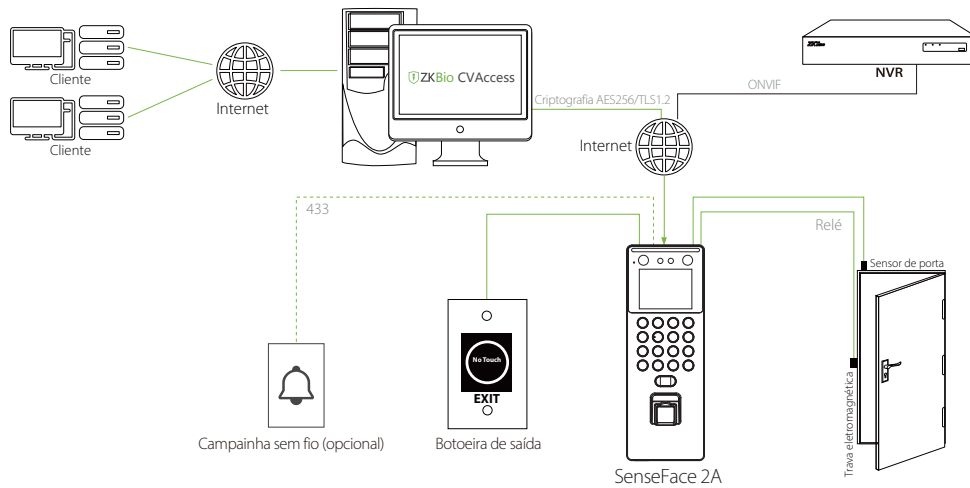 Cliente
Cliente
Internet
ZKBio CVAccess
Criptografia AES256/TLS1.2
ONVIF
ZKTeco
NVR
Internet
433
Relé
Sensor de porta
Trava eletromagnética
No Touch
EXIT
Campainha sem fio (opcional)
Botoeira de saída
SenseFace 2A